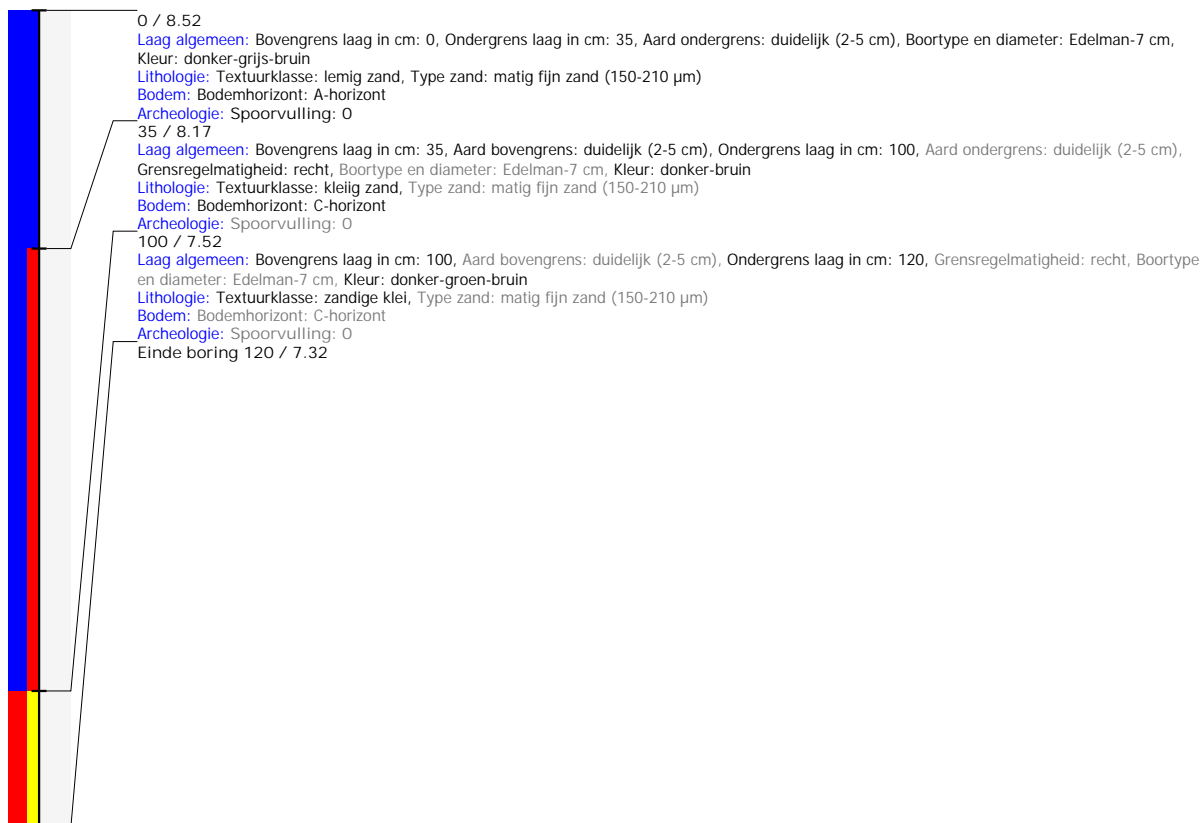 0 / 8.52
Laag algemeen: Bovengrens laag in cm: 0, Ondergrens laag in cm: 35, Aard ondergrens: duidelijk (2-5 cm), Boortype en diameter: Edelman-7 cm,
Kleur: donker-grijs-bruin
Lithologie: Textuurklasse: lemig zand, Type zand: matig fijn zand (150-210 µm)
Bodem: Bodemhorizont: A-horizont
Archeologie: Spoorvulling: 0
35 / 8.17
Laag algemeen: Bovengrens laag in cm: 35, Aard bovengrens: duidelijk (2-5 cm), Ondergrens laag in cm: 100, Aard ondergrens: duidelijk (2-5 cm),
Grensregelmatigheid: recht, Boortype en diameter: Edelman-7 cm, Kleur: donker-bruin
Lithologie: Textuurklasse: kleiig zand, Type zand: matig fijn zand (150-210 µm)
Bodem: Bodemhorizont: C-horizont
Archeologie: Spoorvulling: 0
100 / 7.52
Laag algemeen: Bovengrens laag in cm: 100, Aard bovengrens: duidelijk (2-5 cm), Ondergrens laag in cm: 120, Grensregelmatigheid: recht, Boortype
en diameter: Edelman-7 cm, Kleur: donker-groen-bruin
Lithologie: Textuurklasse: zandige klei, Type zand: matig fijn zand (150-210 µm)
Bodem: Bodemhorizont: C-horizont
Archeologie: Spoorvulling: 0
Einde boring 120 / 7.32